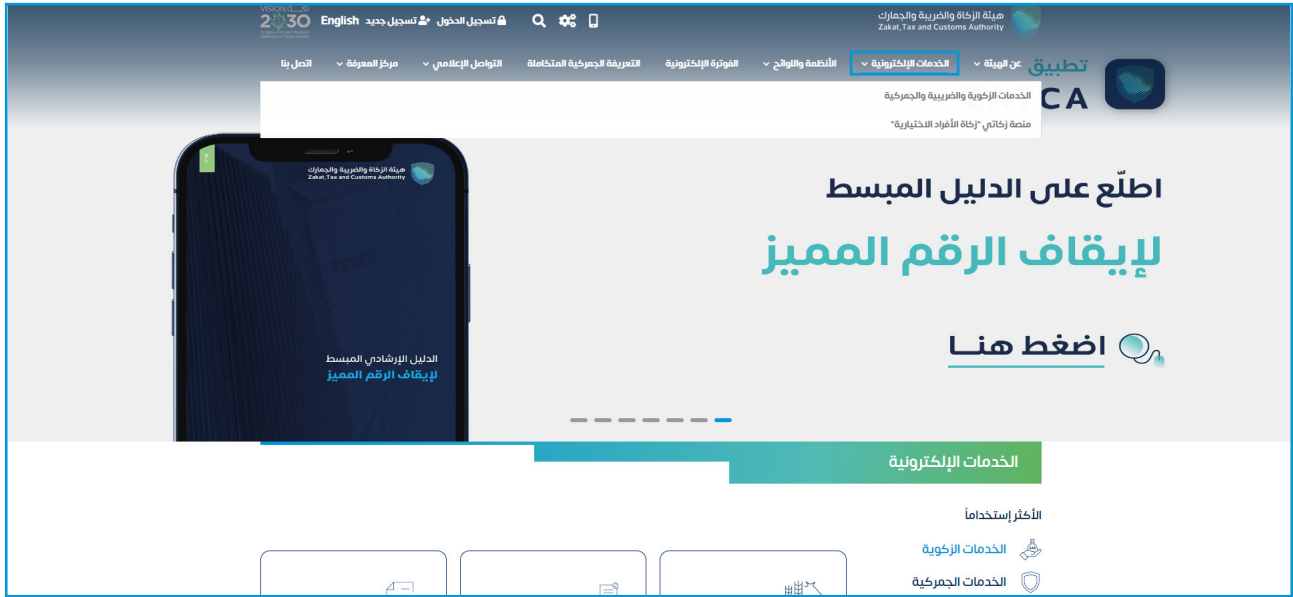 هيئة الزكاة والضريبة والجمارك
Zakat, Tax and Customs Authority
تسجيل الدخول تسجيل جديد English
VISION
2030
عن الهيئة الخدمات الإلكترونية الأنظمة واللوائح الفوترة الإلكترونية التعريفة الجمركية المتكاملة التواصل الإعلامي مركز المعرفة اتصل بنا
تطبيق
CA
الخدمات الزكوية والضريبية والجمركية
منصة زكاتي "زكاة الأفراد الاختيارية"
اطلّع على الدليل المبسط
لإيقاف الرقم المميز
اضغط هنــا
هيئة الزكاة والضريبة والجمارك
Zakat, Tax and Customs Authority
الدليل الإرشادي المبسط
لإيقاف الرقم المميز
الخدمات الإلكترونية
الأكثر إستخداماً
الخدمات الزكوية
الخدمات الجمركية